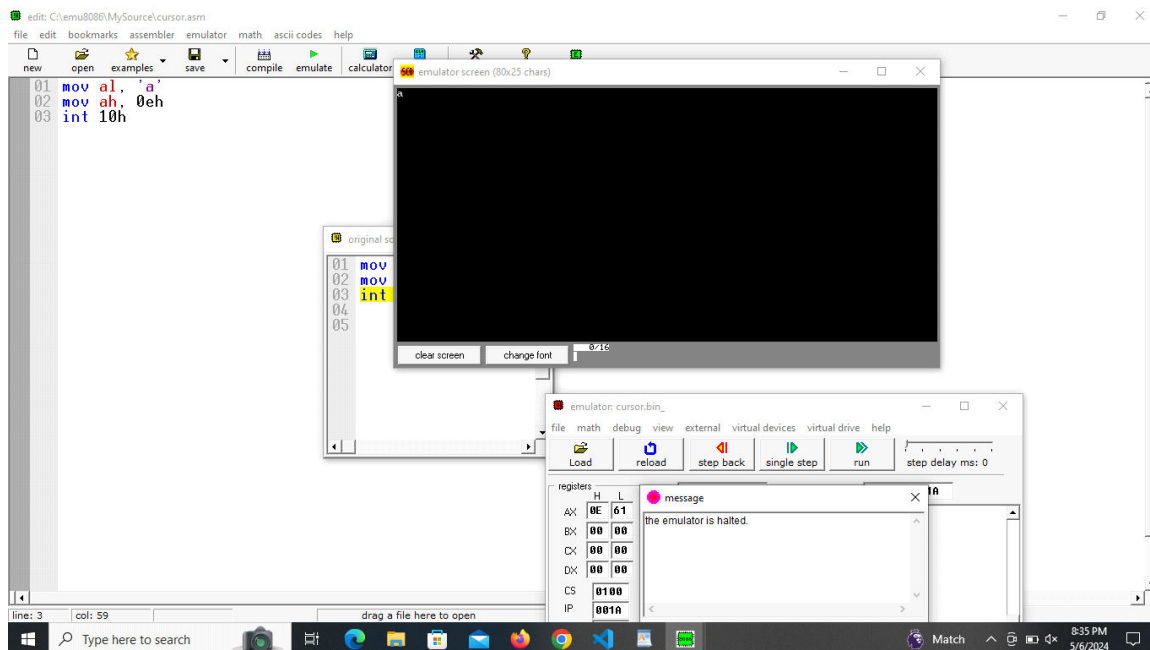 edit: C:\emu8086\MySource\cursor.asm
file edit bookmarks assembler emulator math ascii codes help
new open examples save compile emulate calculator
01 mov al, 'a'
02 mov ah, 0eh
03 int 10h
emulator screen (80x25 chars)
a
clear screen change font 0/16
original
01 mov
02 mov
03 int
04
05
emulator: cursor.bin_
file math debug view external virtual devices virtual drive help
Load reload step back single step run step delay ms: 0
registers
H L
AX 0E 61
BX 00 00
CX 00 00
DX 00 00
CS 0100
IP 001A
message
the emulator is halted.
line: 3 col: 59 drag a file here to open
Type here to search
Match
8:35 PM
5/6/2024